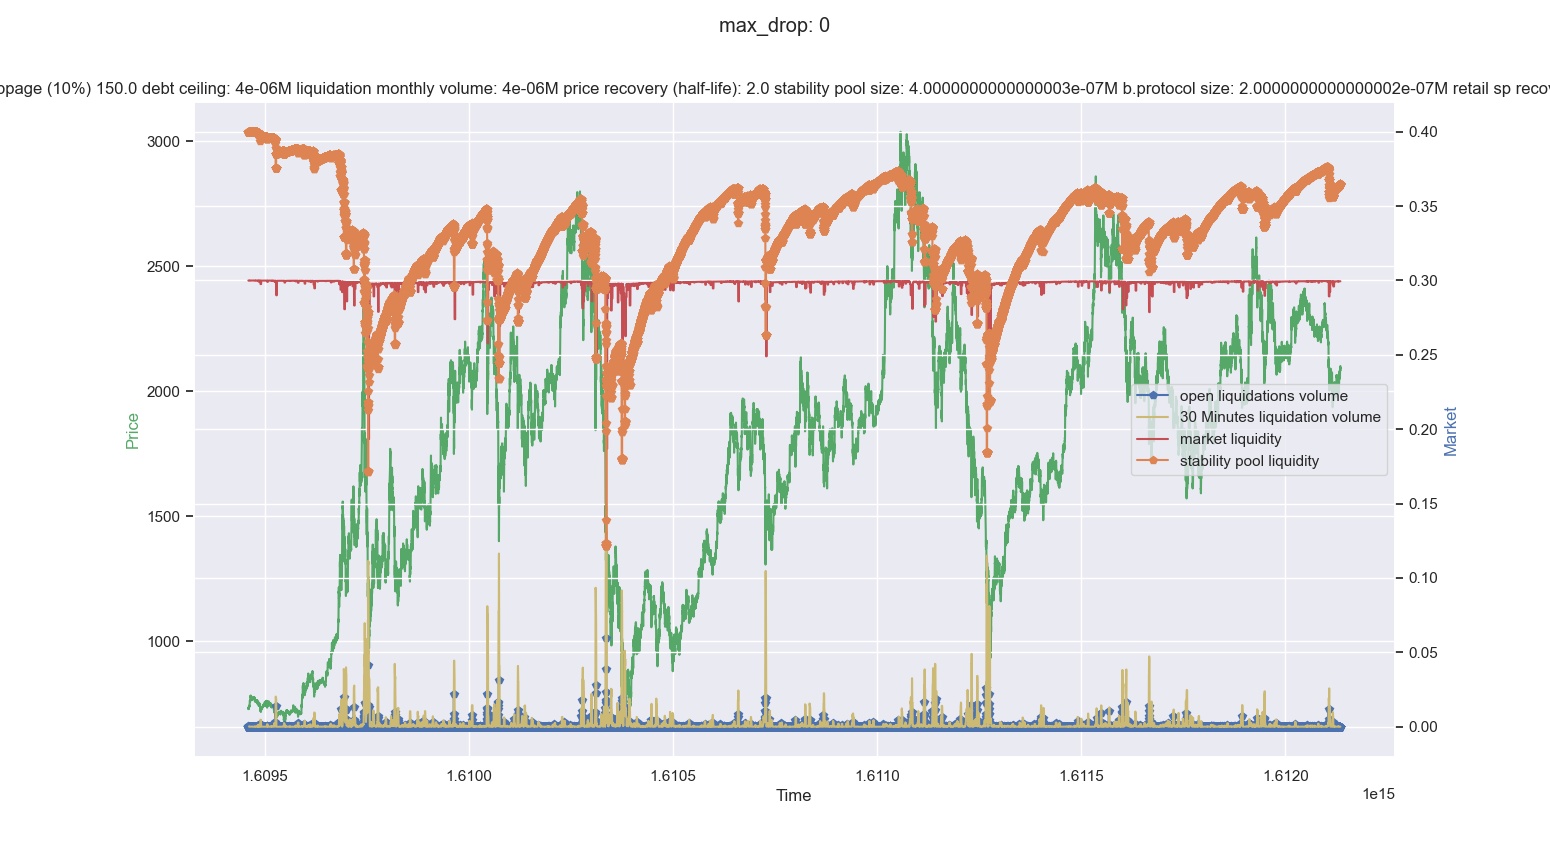 max_drop: 0
(10%) 150.0 debt ceiling: 4e-06M liquidation monthly volume: 4e-06M price recovery (half-life): 2.0 stability pool size: 4.0000000000000003e-07M b.protocol size: 2.0000000000000002e-07M retail sp
3000
2500
2000
1500
1000
Price
0.40
0.35
0.30
0.25
0.20
0.15
0.10
0.05
0.00
Market
open liquidations volume
30 Minutes liquidation volume
market liquidity
stability pool liquidity
1.6095 1.6100 1.6105 1.6110 1.6115 1.6120
Time
1e15